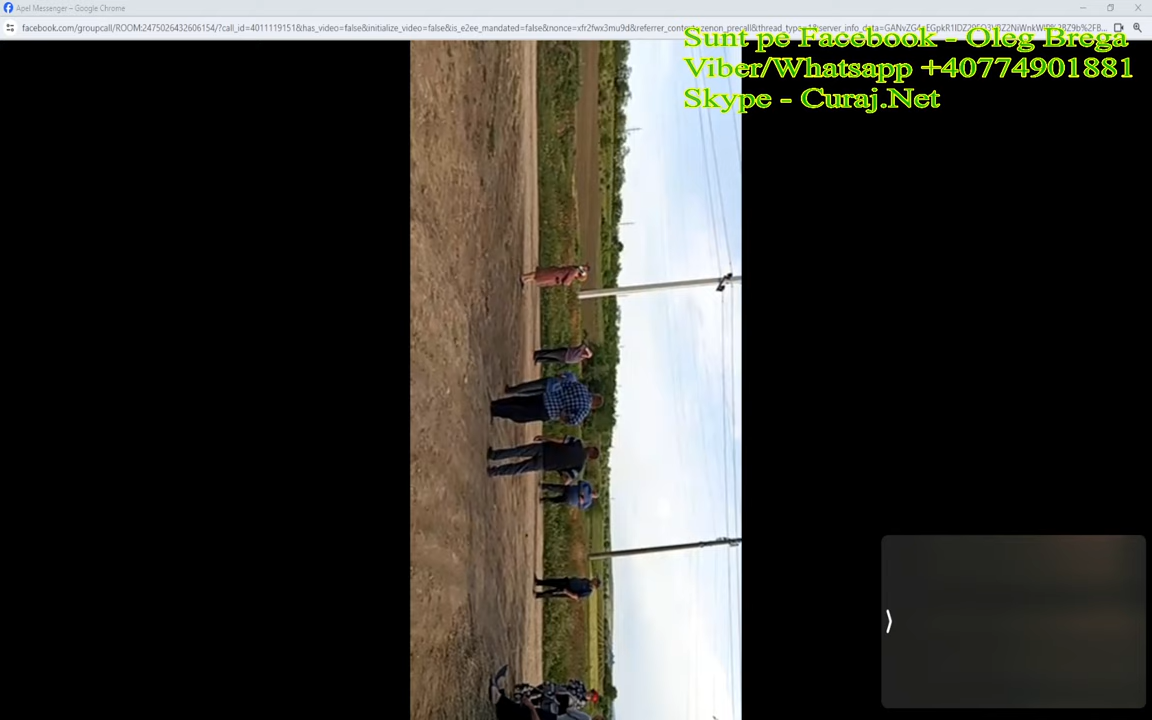 Apel Messenger – Google Chrome
Sunt pe Facebook - Oleg Brega
Viber/Whatsapp +40774901881
Skype - Curaj.Net